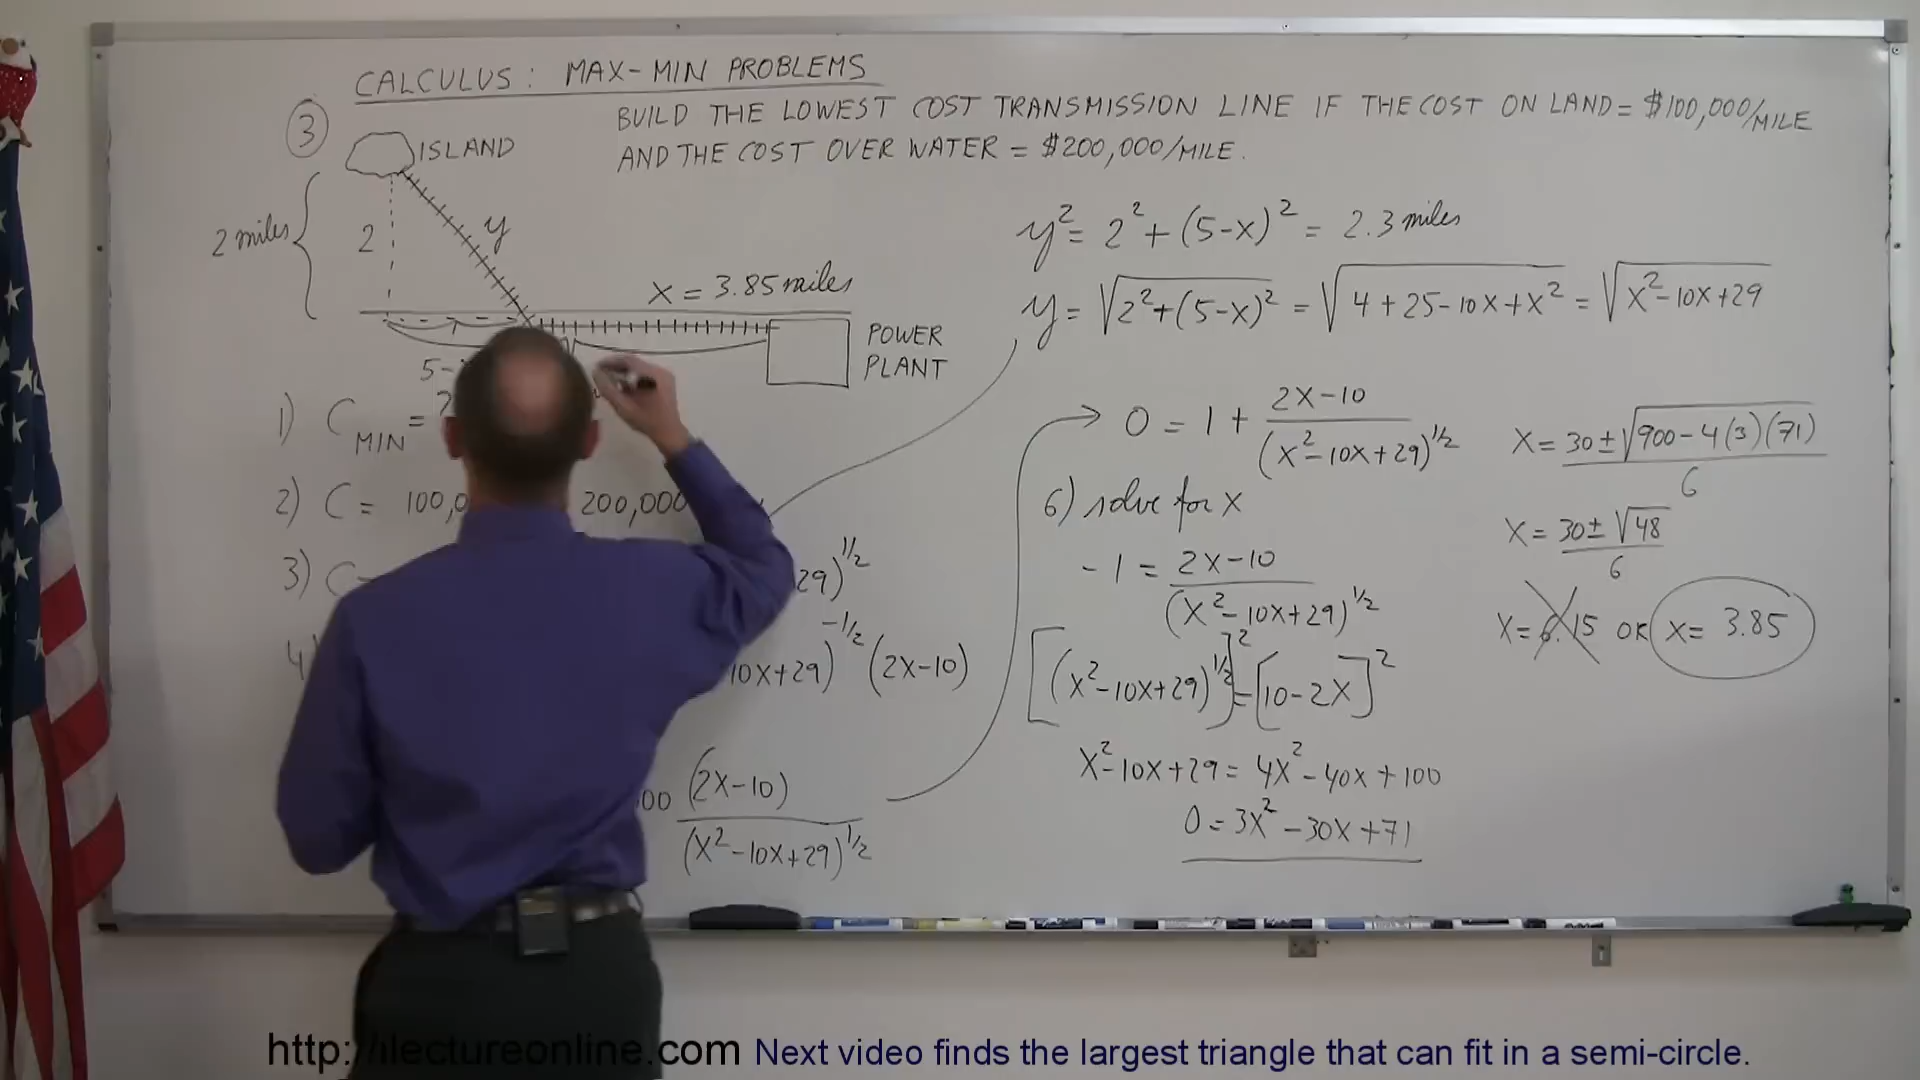 CALCULUS: MAX-MIN PROBLEMS
③
BUILD THE LOWEST COST TRANSMISSION LINE IF THE COST ON LAND = $100,000/MILE
AND THE COST OVER WATER = $200,000/MILE.
ISLAND
2 miles
2
y
X = 3.85 miles
POWER
PLANT
5-
1) C MIN =
2) C = 100,0 200,000
3) C = 29)^1/2
4) 10X+29)^-1/2 (2X-10)
00 (2X-10)
(X²-10X+29)^1/2
y² = 2² + (5-X)² = 2.3 miles
y = √2²+(5-X)² = √4+25-10X+X² = √X²-10X+29
0 = 1 + 2X-10
(X²-10X+29)^1/2
6) solve for X
-1 = 2X-10
(X²-10X+29)^1/2
[(X²-10X+29)^1/2]² = [10-2X]²
X²-10X+29 = 4X²-40X+100
0 = 3X²-30X+71
X = 30±√900-4(3)(71)
6
X = 30±√48
6
X = 6.15 OR X = 3.85
http://ilectureonline.com Next video finds the largest triangle that can fit in a semi-circle.